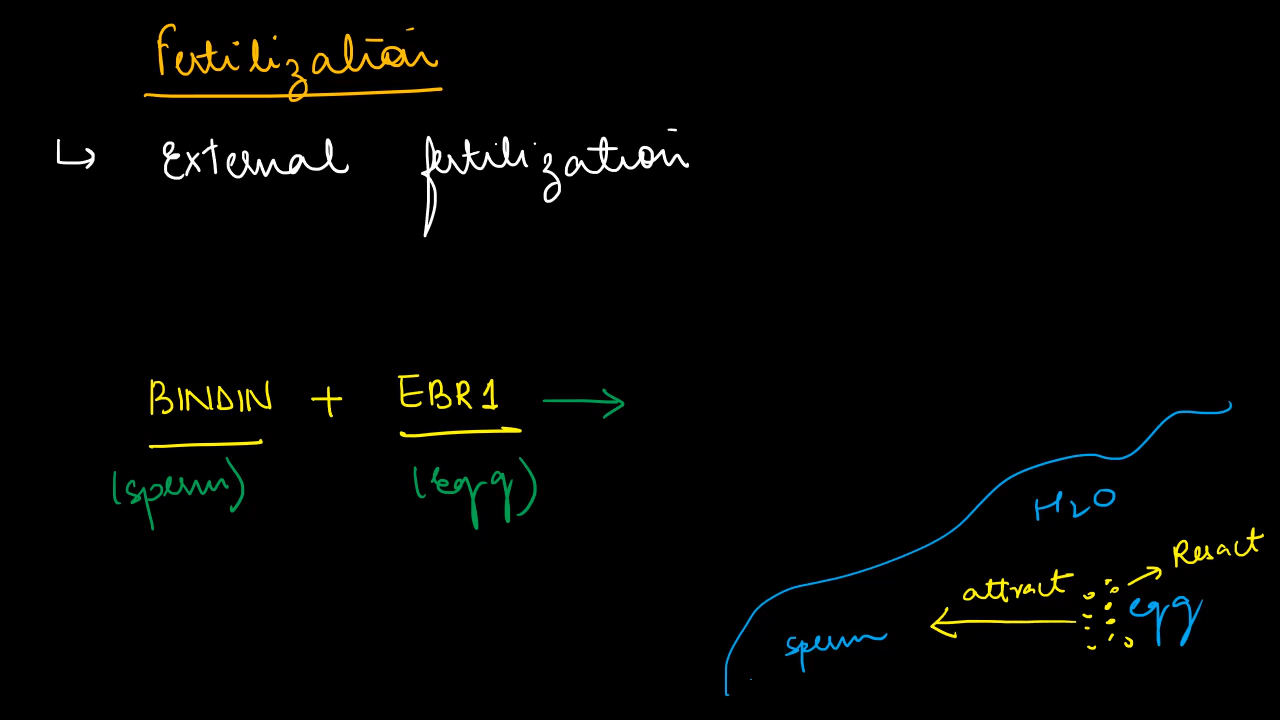 Fertilization
↳ External fertilization
BINDIN + EBR1 →
(sperm) (egg)
H2O
Resact
attract
egg
sperm